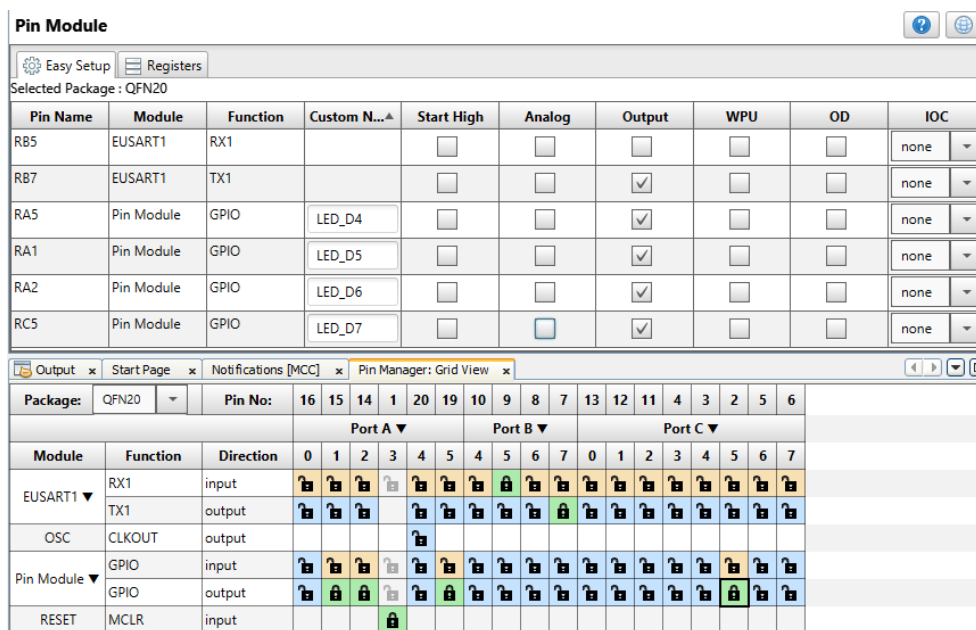 Pin Module
Easy Setup Registers
Selected Package : QFN20
Pin Name Module Function Custom N... Start High Analog Output WPU OD IOC
RB5 EUSART1 RX1 none
RB7 EUSART1 TX1 none
RA5 Pin Module GPIO LED_D4 none
RA1 Pin Module GPIO LED_D5 none
RA2 Pin Module GPIO LED_D6 none
RC5 Pin Module GPIO LED_D7 none
Output x Start Page x Notifications [MCC] x Pin Manager: Grid View x
Package: QFN20 Pin No: 16 15 14 1 20 19 10 9 8 7 13 12 11 4 3 2 5 6
Port A ▼ Port B ▼ Port C ▼
Module Function Direction 0 1 2 3 4 5 4 5 6 7 0 1 2 3 4 5 6 7
EUSART1 ▼ RX1 input
TX1 output
OSC CLKOUT output
Pin Module ▼ GPIO input
GPIO output
RESET MCLR input